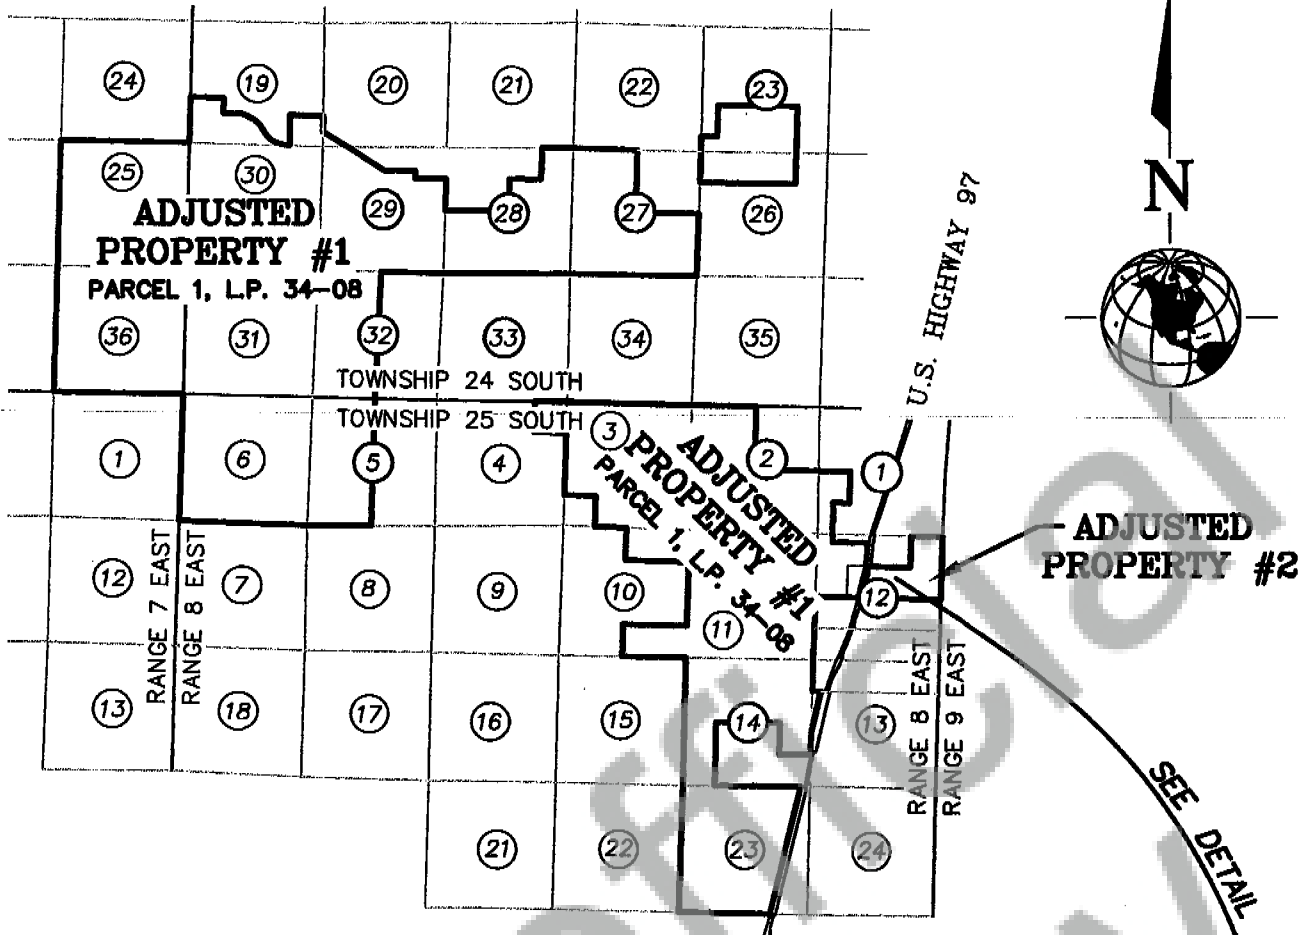 24 19 20 21 22 23
25 30 29 28 27 26
ADJUSTED
PROPERTY #1
PARCEL 1, L.P. 34-08
36 31 32 33 34 35
TOWNSHIP 24 SOUTH
TOWNSHIP 25 SOUTH
1 6 5 4 3 2 1
ADJUSTED
PROPERTY #1
PARCEL 1, L.P. 34-08
U.S. HIGHWAY 97
N
ADJUSTED
PROPERTY #2
12 7 8 9 10 11 12
RANGE 7 EAST
RANGE 8 EAST
13 18 17 16 15 14 13
RANGE 8 EAST
RANGE 9 EAST
21 22 23 24
SEE DETAIL